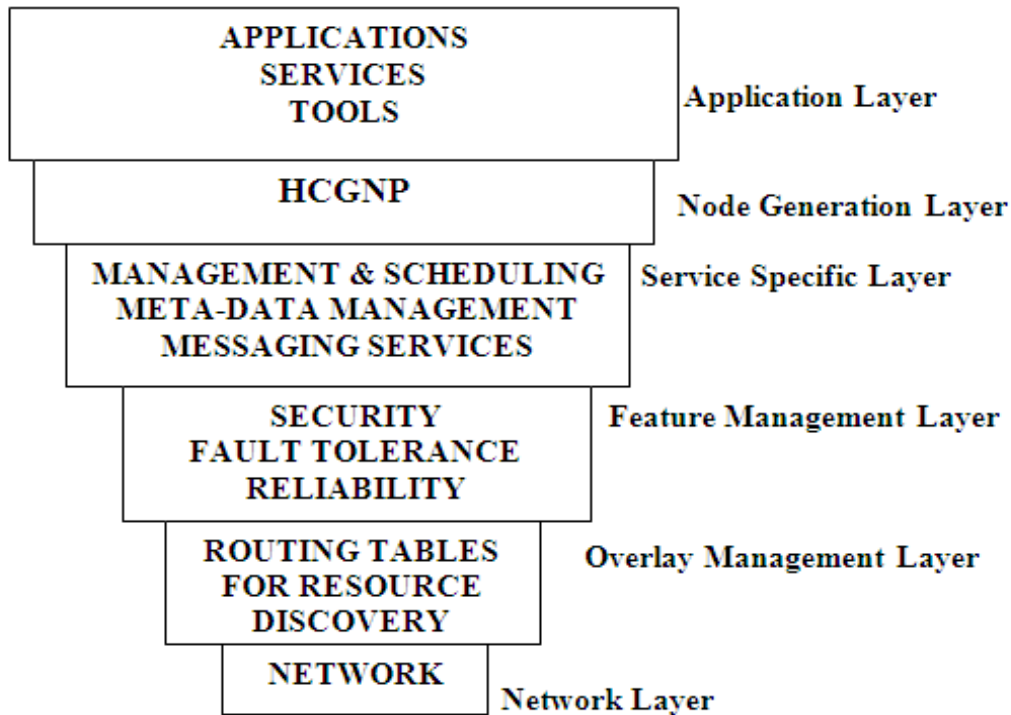 APPLICATIONS
SERVICES
TOOLS
Application Layer
HCGNP
Node Generation Layer
MANAGEMENT & SCHEDULING
META-DATA MANAGEMENT
MESSAGING SERVICES
Service Specific Layer
SECURITY
FAULT TOLERANCE
RELIABILITY
Feature Management Layer
ROUTING TABLES
FOR RESOURCE
DISCOVERY
Overlay Management Layer
NETWORK
Network Layer